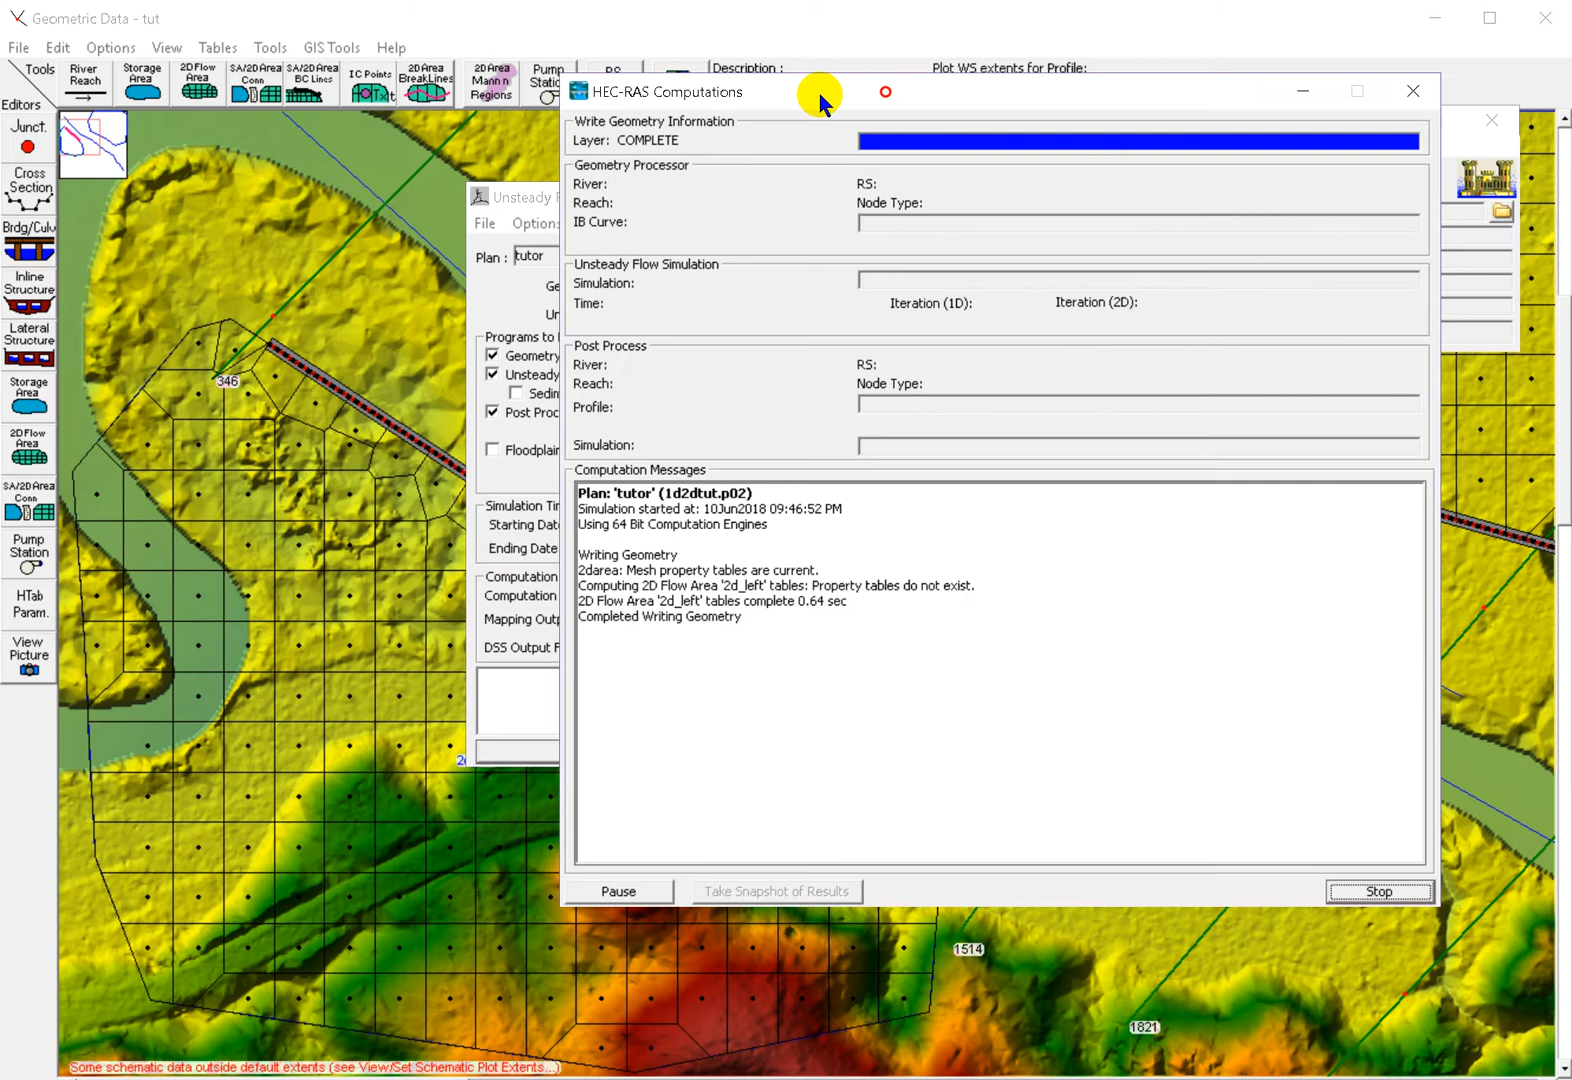 Geometric Data - tut
File Edit Options View Tables Tools GIS Tools Help
Tools
River Reach
Storage Area
2D Flow Area
SA/2D Area Conn
SA/2D Area BC Lines
IC Points
2D Area BreakLines
2D Area Mann n Regions
Pump
Description :
Plot WS extents for Profile:
Editors
Junct.
Cross Section
Brdg/Culv
Inline Structure
Lateral Structure
Storage Area
2D Flow Area
SA/2D Area Conn
Pump Station
HTab Param.
View Picture
346
1514
1821
Some schematic data outside default extents (see View/Set Schematic Plot Extents...)
Unsteady
File Options
Plan : tutor
Programs to
Geometry
Unsteady
Post Proc
Simulation
Starting Date
Ending Date
Computation
Computation
Mapping
DSS Output
HEC-RAS Computations
Write Geometry Information
Layer: COMPLETE
Geometry Processor
River: RS:
Reach: Node Type:
IB Curve:
Unsteady Flow Simulation
Simulation:
Time: Iteration (1D): Iteration (2D):
Post Process
River: RS:
Reach: Node Type:
Profile:
Simulation:
Computation Messages
Plan: 'tutor' (1d2dtut.p02)
Simulation started at: 10Jun2018 09:46:52 PM
Using 64 Bit Computation Engines
Writing Geometry
2darea: Mesh property tables are current.
Computing 2D Flow Area '2d_left' tables: Property tables do not exist.
2D Flow Area '2d_left' tables complete 0.64 sec
Completed Writing Geometry
Pause Take Snapshot of Results Stop